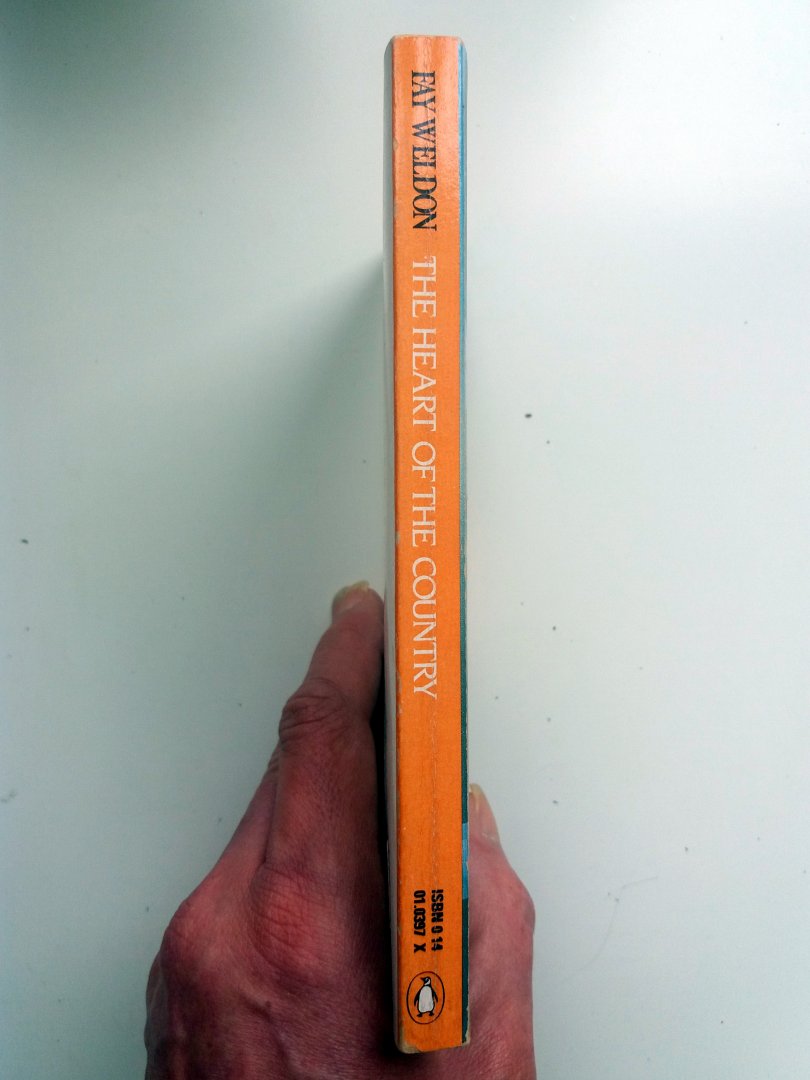 FAY WELDON THE HEART OF THE COUNTRY
ISBN 0 14
01.0397 X